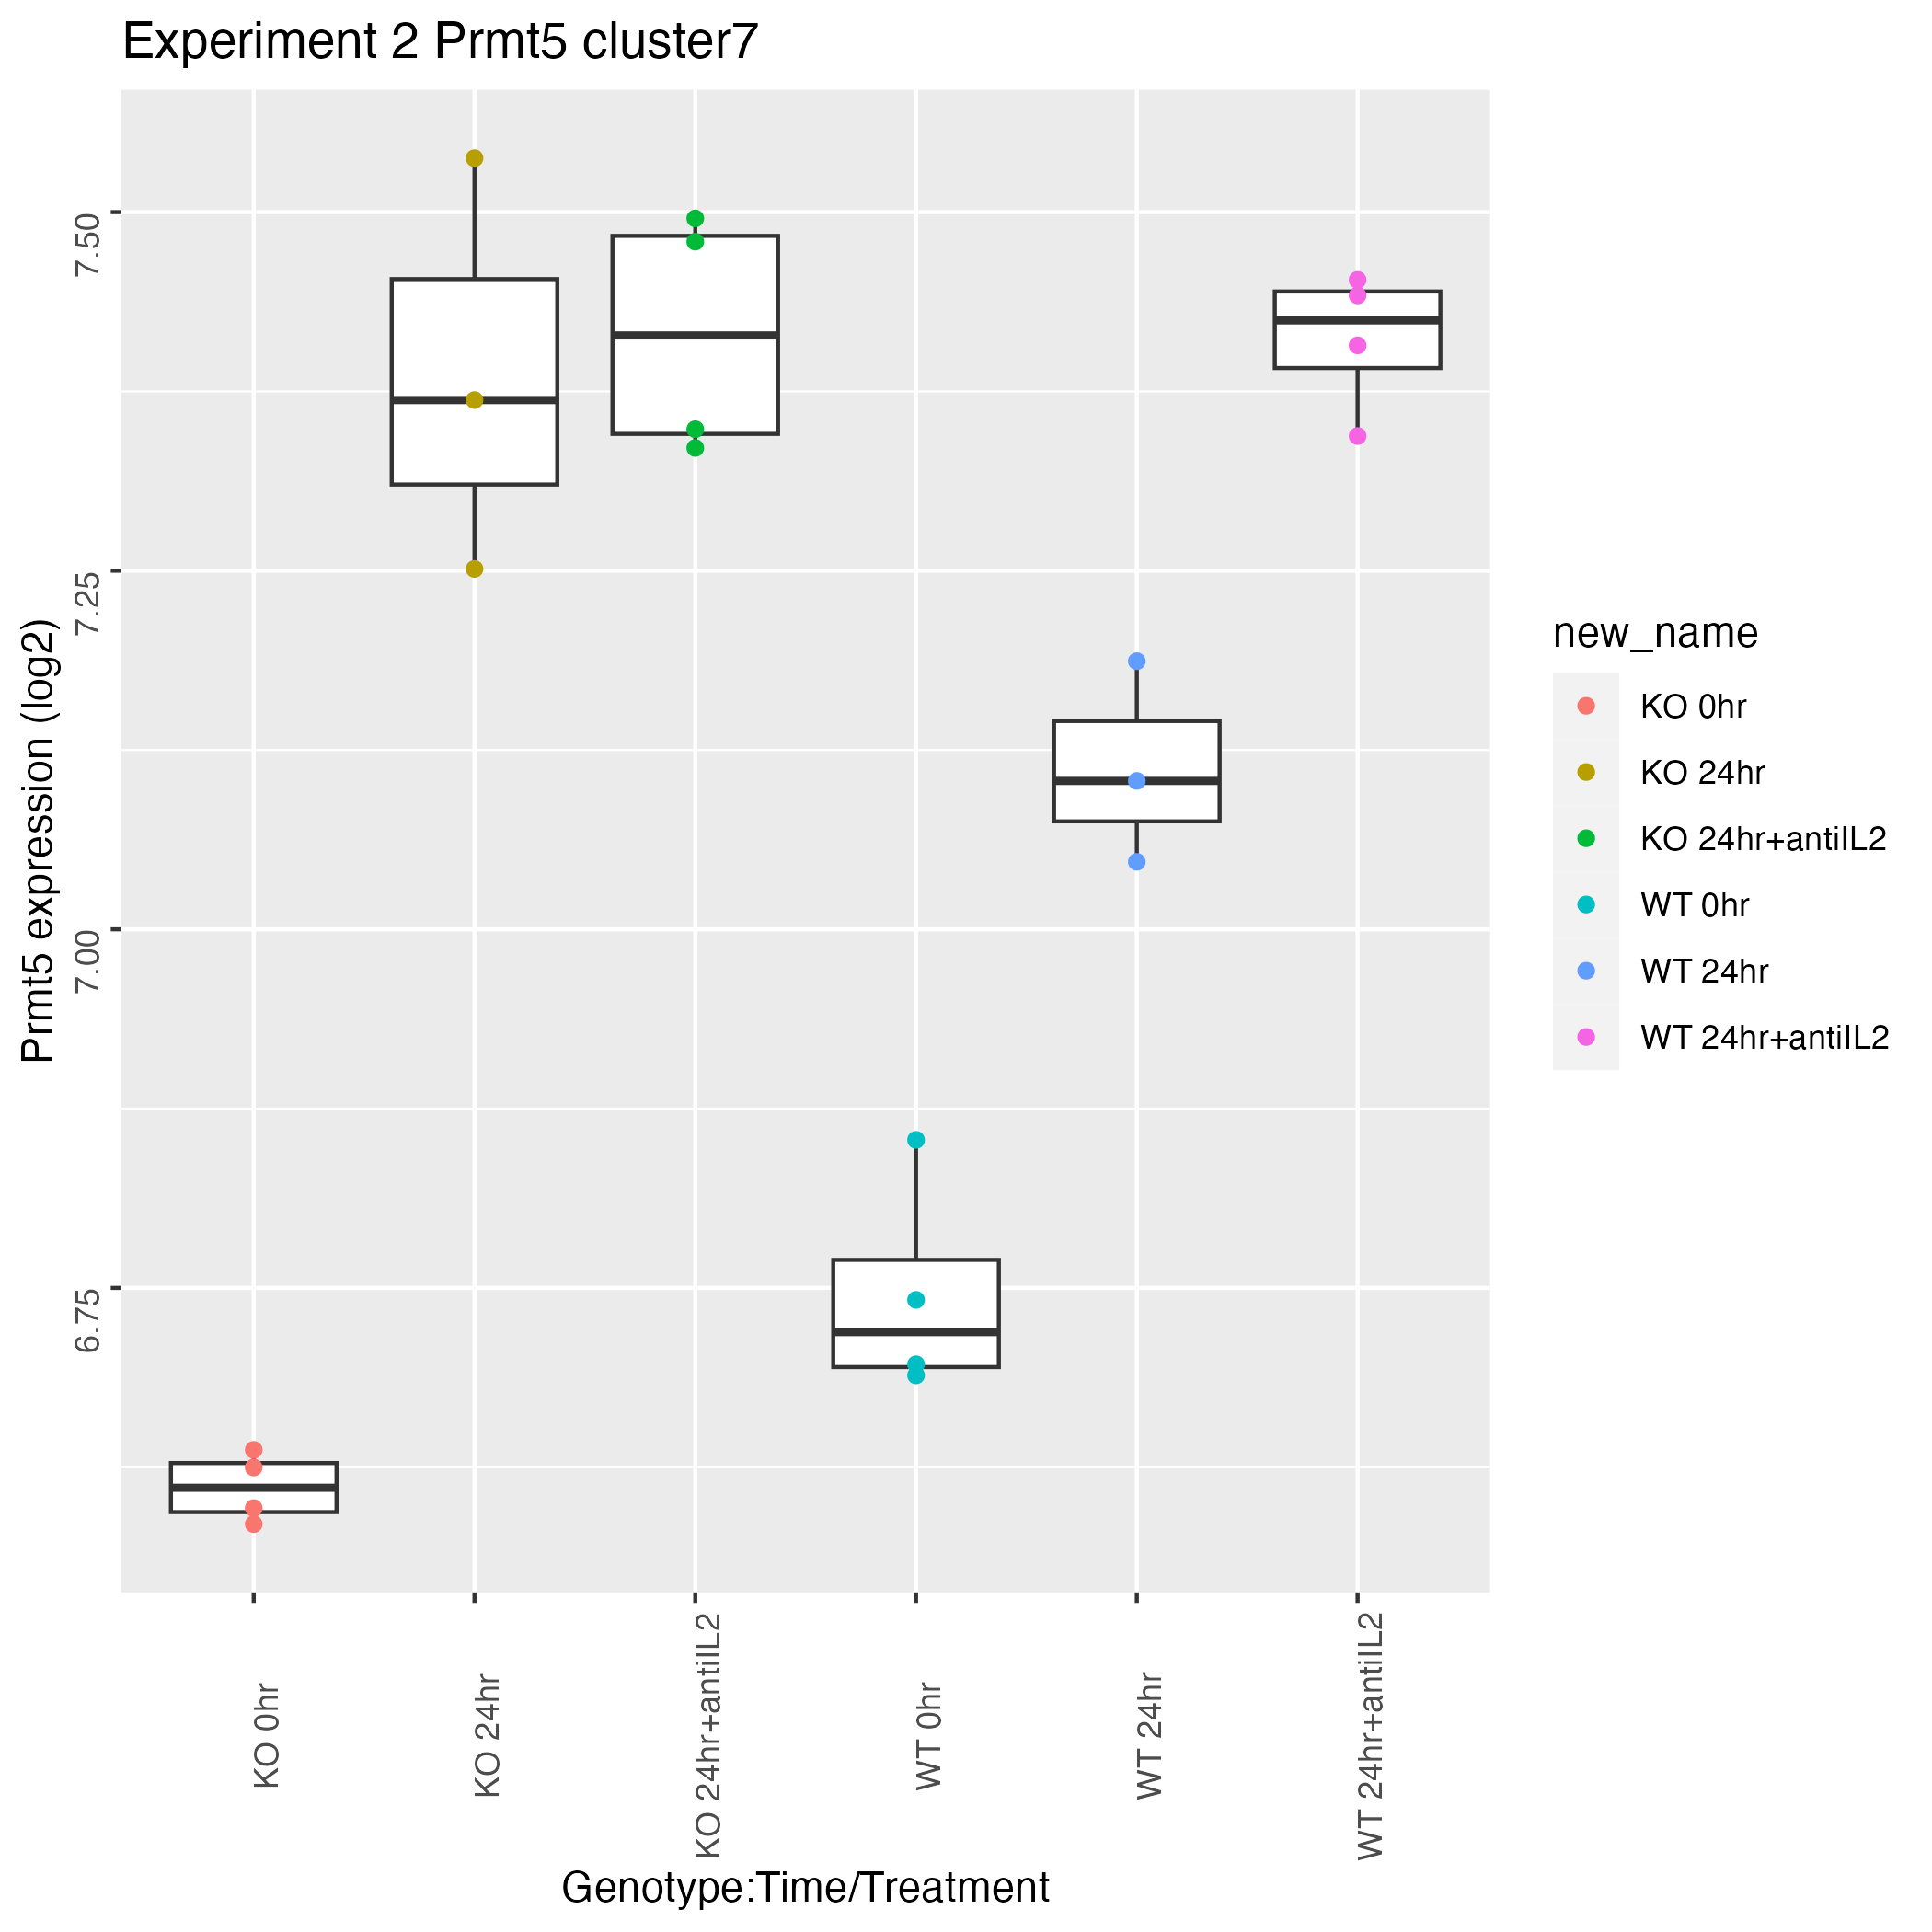 Experiment 2 Prmt5 cluster7
Prmt5 expression (log2)
7.50
7.25
7.00
6.75
KO 0hr
KO 24hr
KO 24hr+antiIL2
WT 0hr
WT 24hr
WT 24hr+antiIL2
Genotype:Time/Treatment
new_name
KO 0hr
KO 24hr
KO 24hr+antiIL2
WT 0hr
WT 24hr
WT 24hr+antiIL2